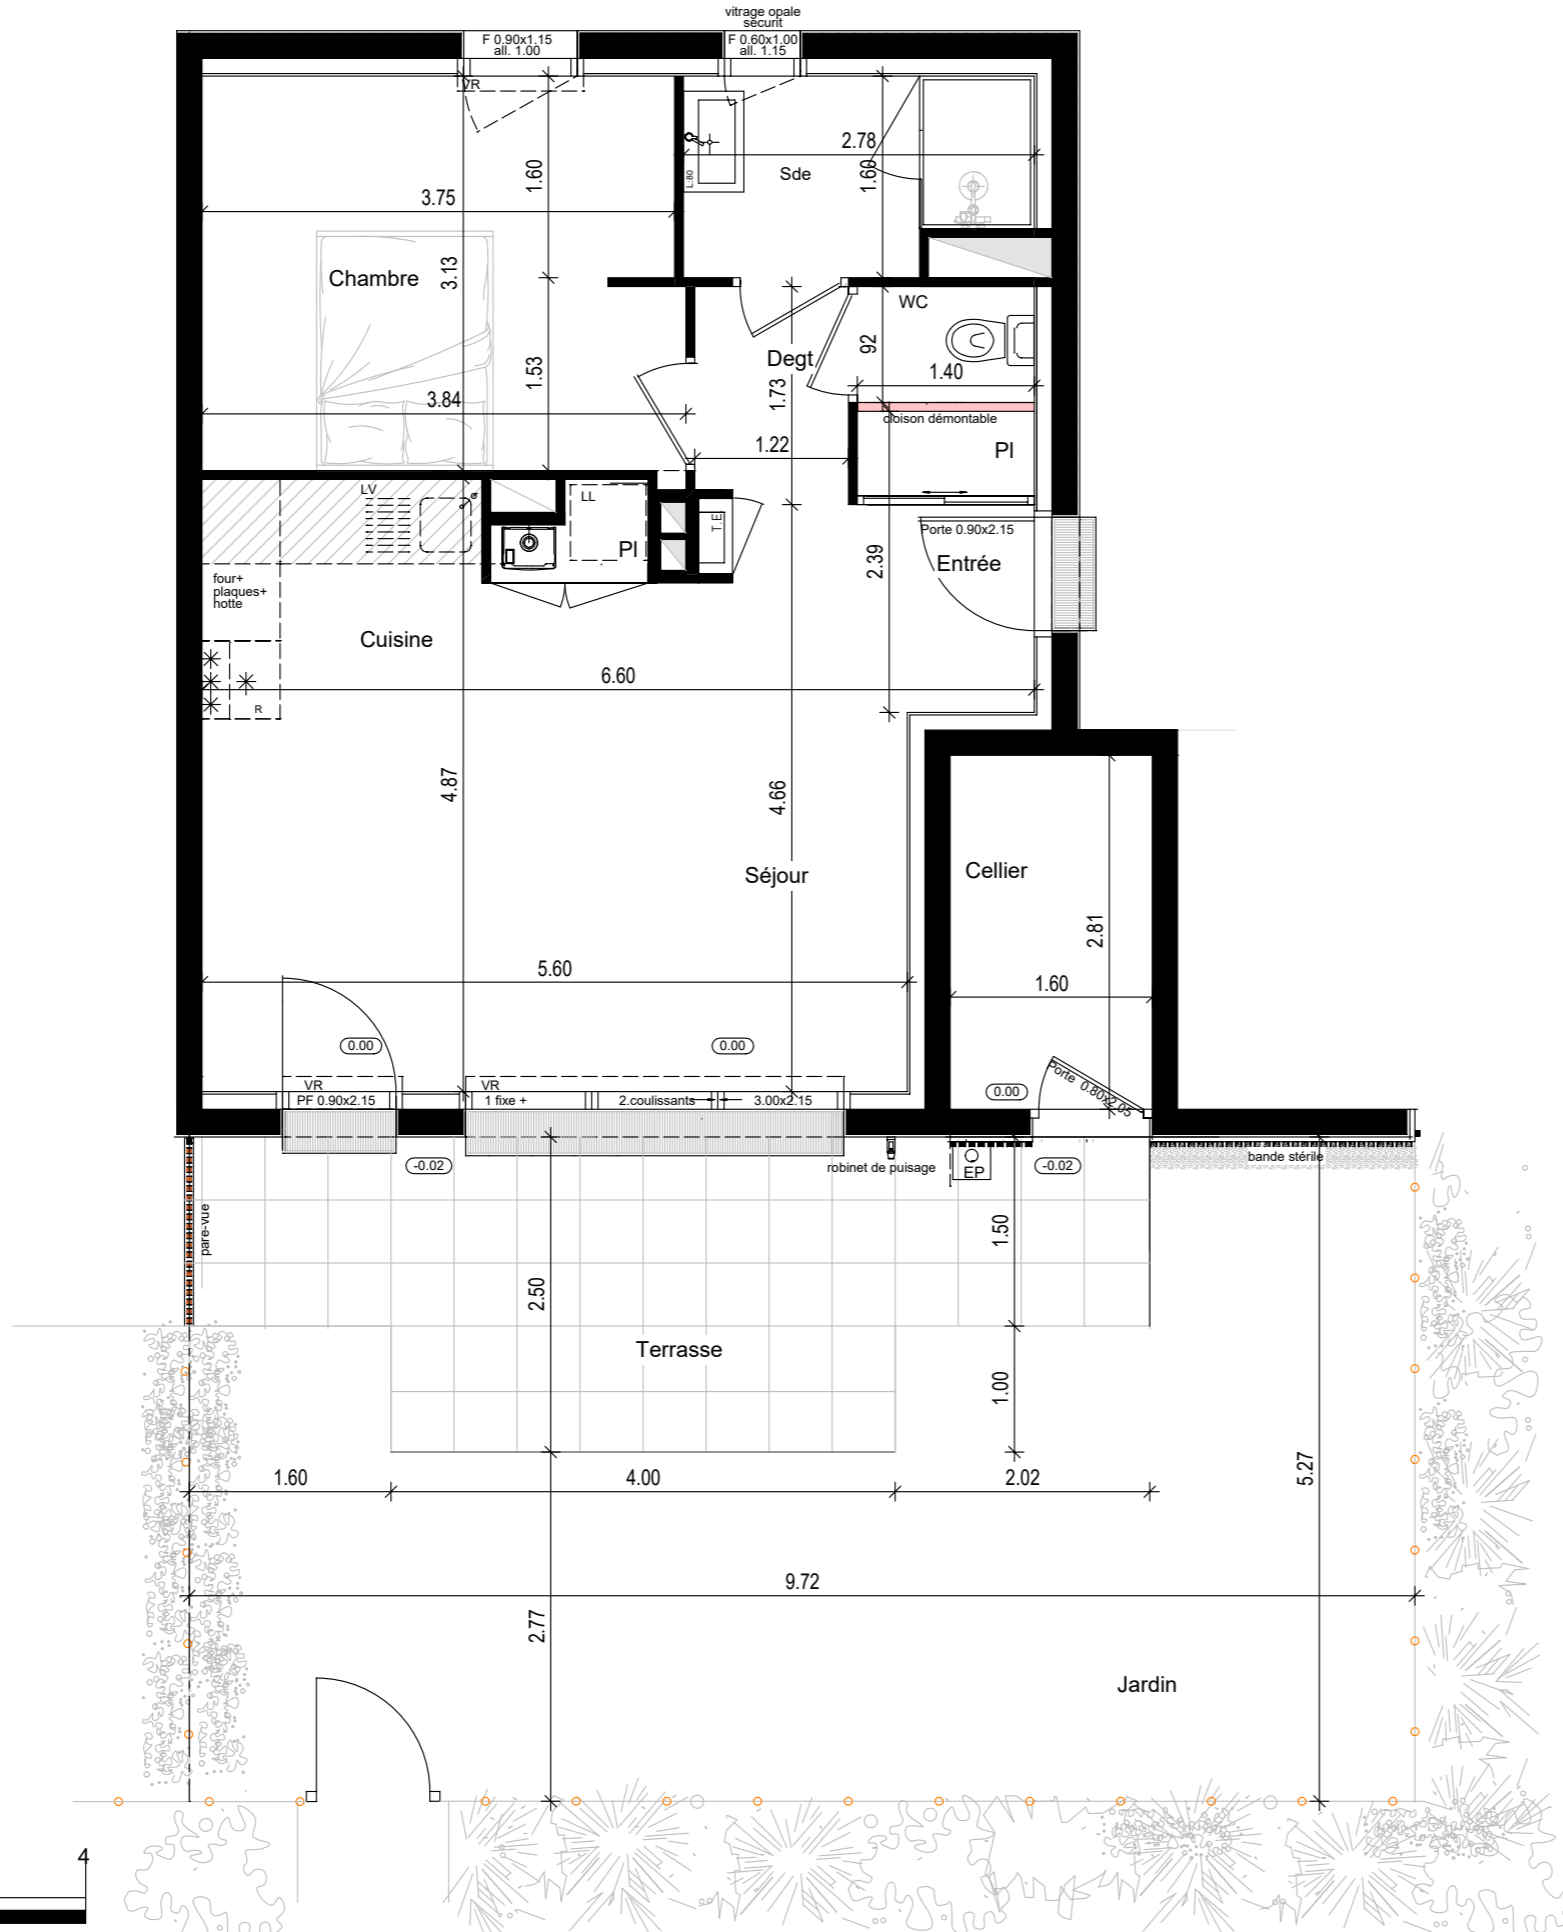 vitrage opale
sécurit
F 0.90x1.15
all. 1.00
F 0.60x1.00
all. 1.15
VR
2.78
1.60
1.60
Sde
L:80
3.75
Chambre
3.13
WC
Degt
92
1.53
1.73
1.40
3.84
cloison démontable
1.22
Pl
LV
LL
T.E
Porte 0.90x2.15
Pl
2.39
Entrée
four+
plaques+
hotte
Cuisine
6.60
R
4.87
4.66
Séjour
Cellier
2.81
5.60
1.60
0.00
0.00
VR
VR
0.00
Porte 0.80x2.05
PF 0.90x2.15
1 fixe +
2.coulissants
3.00x2.15
-0.02
robinet de puisage
EP
-0.02
bande stérile
pare-vue
1.50
2.50
Terrasse
1.00
1.60
4.00
2.02
5.27
9.72
2.77
Jardin
4